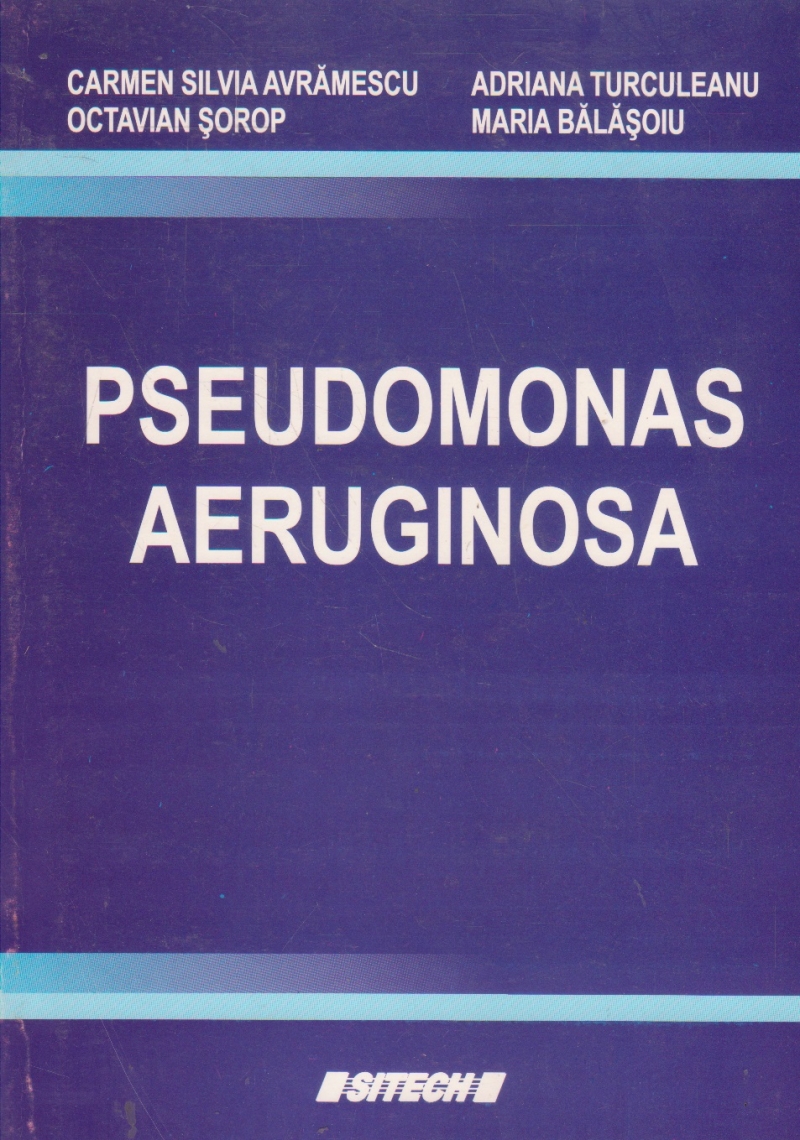 CARMEN SILVIA AVRĂMESCU
OCTAVIAN ŞOROP
ADRIANA TURCULEANU
MARIA BĂLĂŞOIU
PSEUDOMONAS
AERUGINOSA
SITECH